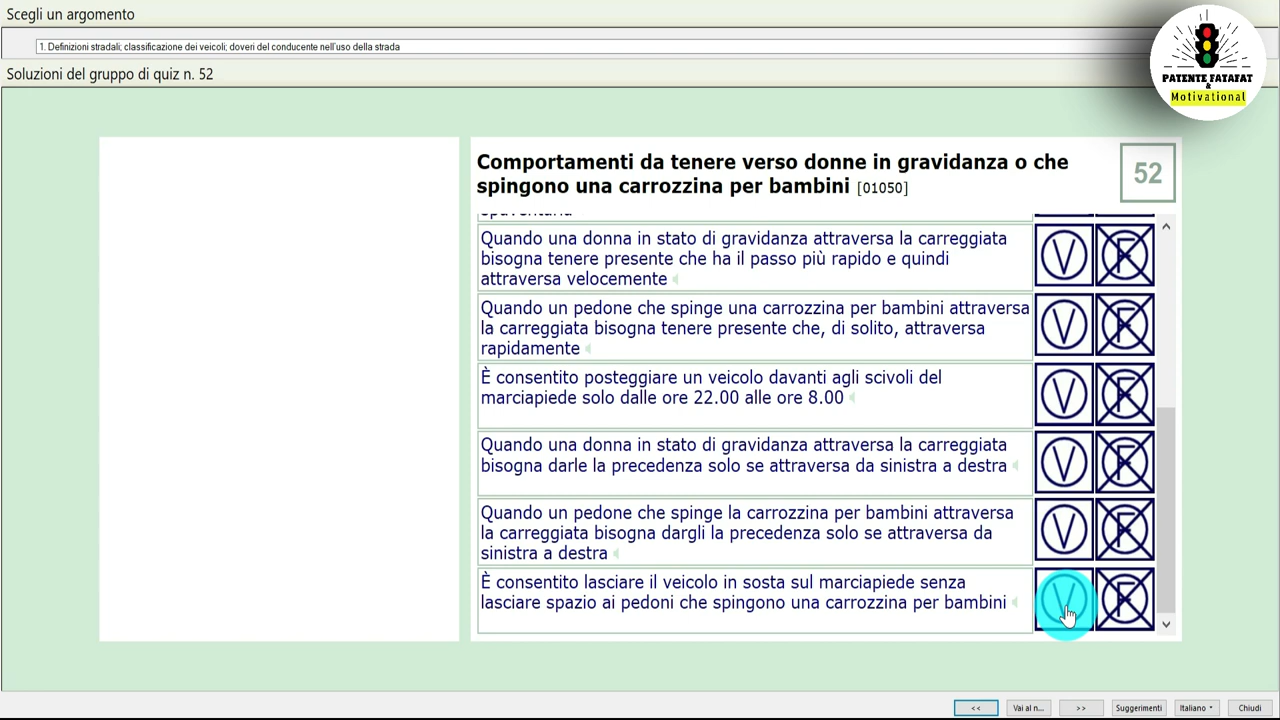 Scegli un argomento
1. Definizioni stradali; classificazione dei veicoli; doveri del conducente nell'uso della strada
Soluzioni del gruppo di quiz n. 52
PATENTE FATAFAT
&
Motivational
Comportamenti da tenere verso donne in gravidanza o che
spingono una carrozzina per bambini [01050]
52
Quando una donna in stato di gravidanza attraversa la carreggiata
bisogna tenere presente che ha il passo più rapido e quindi
attraversa velocemente
V F
Quando un pedone che spinge una carrozzina per bambini attraversa
la carreggiata bisogna tenere presente che, di solito, attraversa
rapidamente
V F
È consentito posteggiare un veicolo davanti agli scivoli del
marciapiede solo dalle ore 22.00 alle ore 8.00
V F
Quando una donna in stato di gravidanza attraversa la carreggiata
bisogna darle la precedenza solo se attraversa da sinistra a destra
V F
Quando un pedone che spinge la carrozzina per bambini attraversa
la carreggiata bisogna dargli la precedenza solo se attraversa da
sinistra a destra
V F
È consentito lasciare il veicolo in sosta sul marciapiede senza
lasciare spazio ai pedoni che spingono una carrozzina per bambini
V F
<< Vai al n... >> Suggerimenti Italiano Chiudi